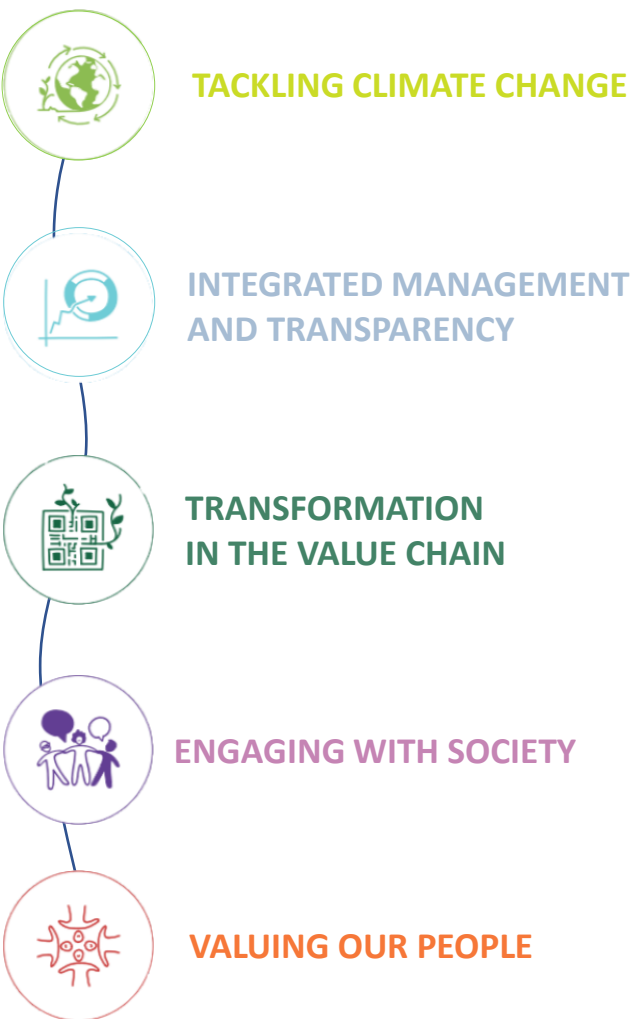 TACKLING CLIMATE CHANGE
INTEGRATED MANAGEMENT
AND TRANSPARENCY
TRANSFORMATION
IN THE VALUE CHAIN
ENGAGING WITH SOCIETY
VALUING OUR PEOPLE